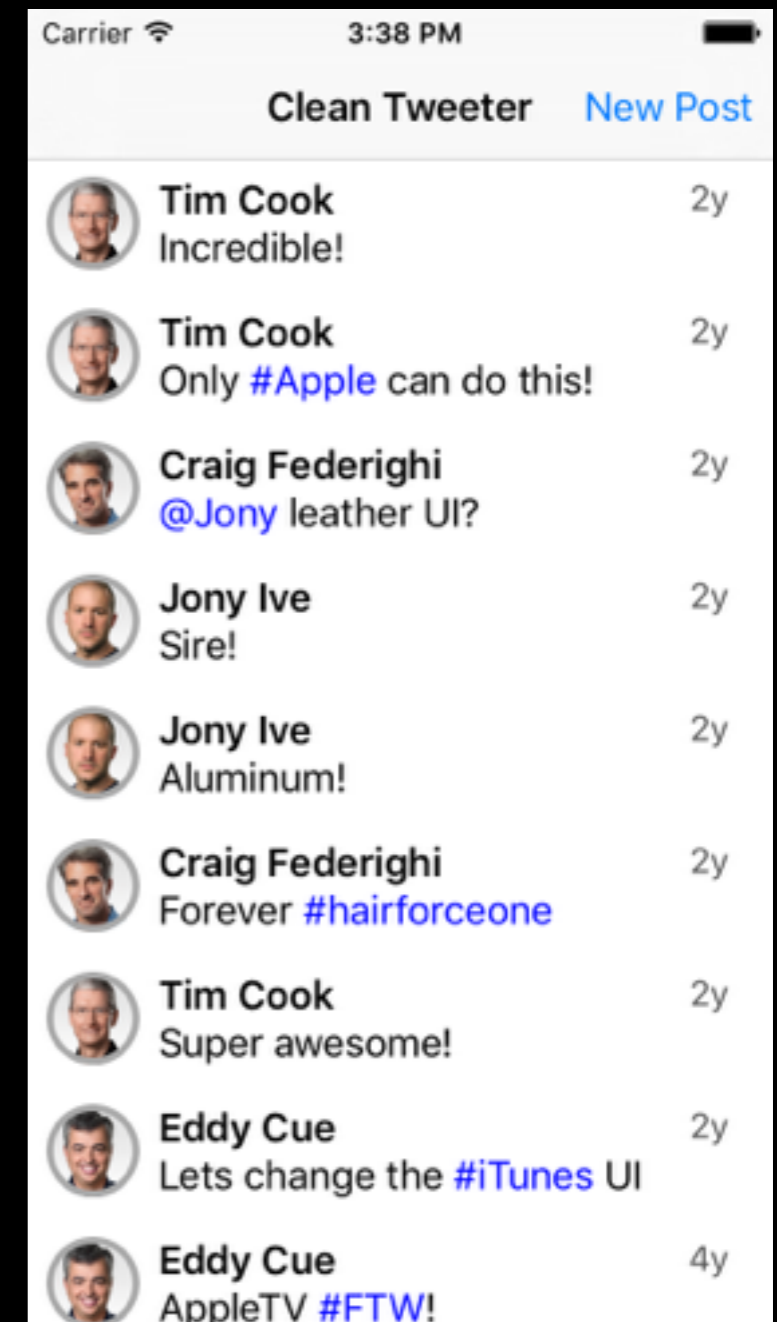 Carrier 3:38 PM
Clean Tweeter New Post
Tim Cook 2y
Incredible!
Tim Cook 2y
Only #Apple can do this!
Craig Federighi 2y
@Jony leather UI?
Jony Ive 2y
Sire!
Jony Ive 2y
Aluminum!
Craig Federighi 2y
Forever #hairforceone
Tim Cook 2y
Super awesome!
Eddy Cue 2y
Lets change the #iTunes UI
Eddy Cue 4y
AppleTV #FTW!